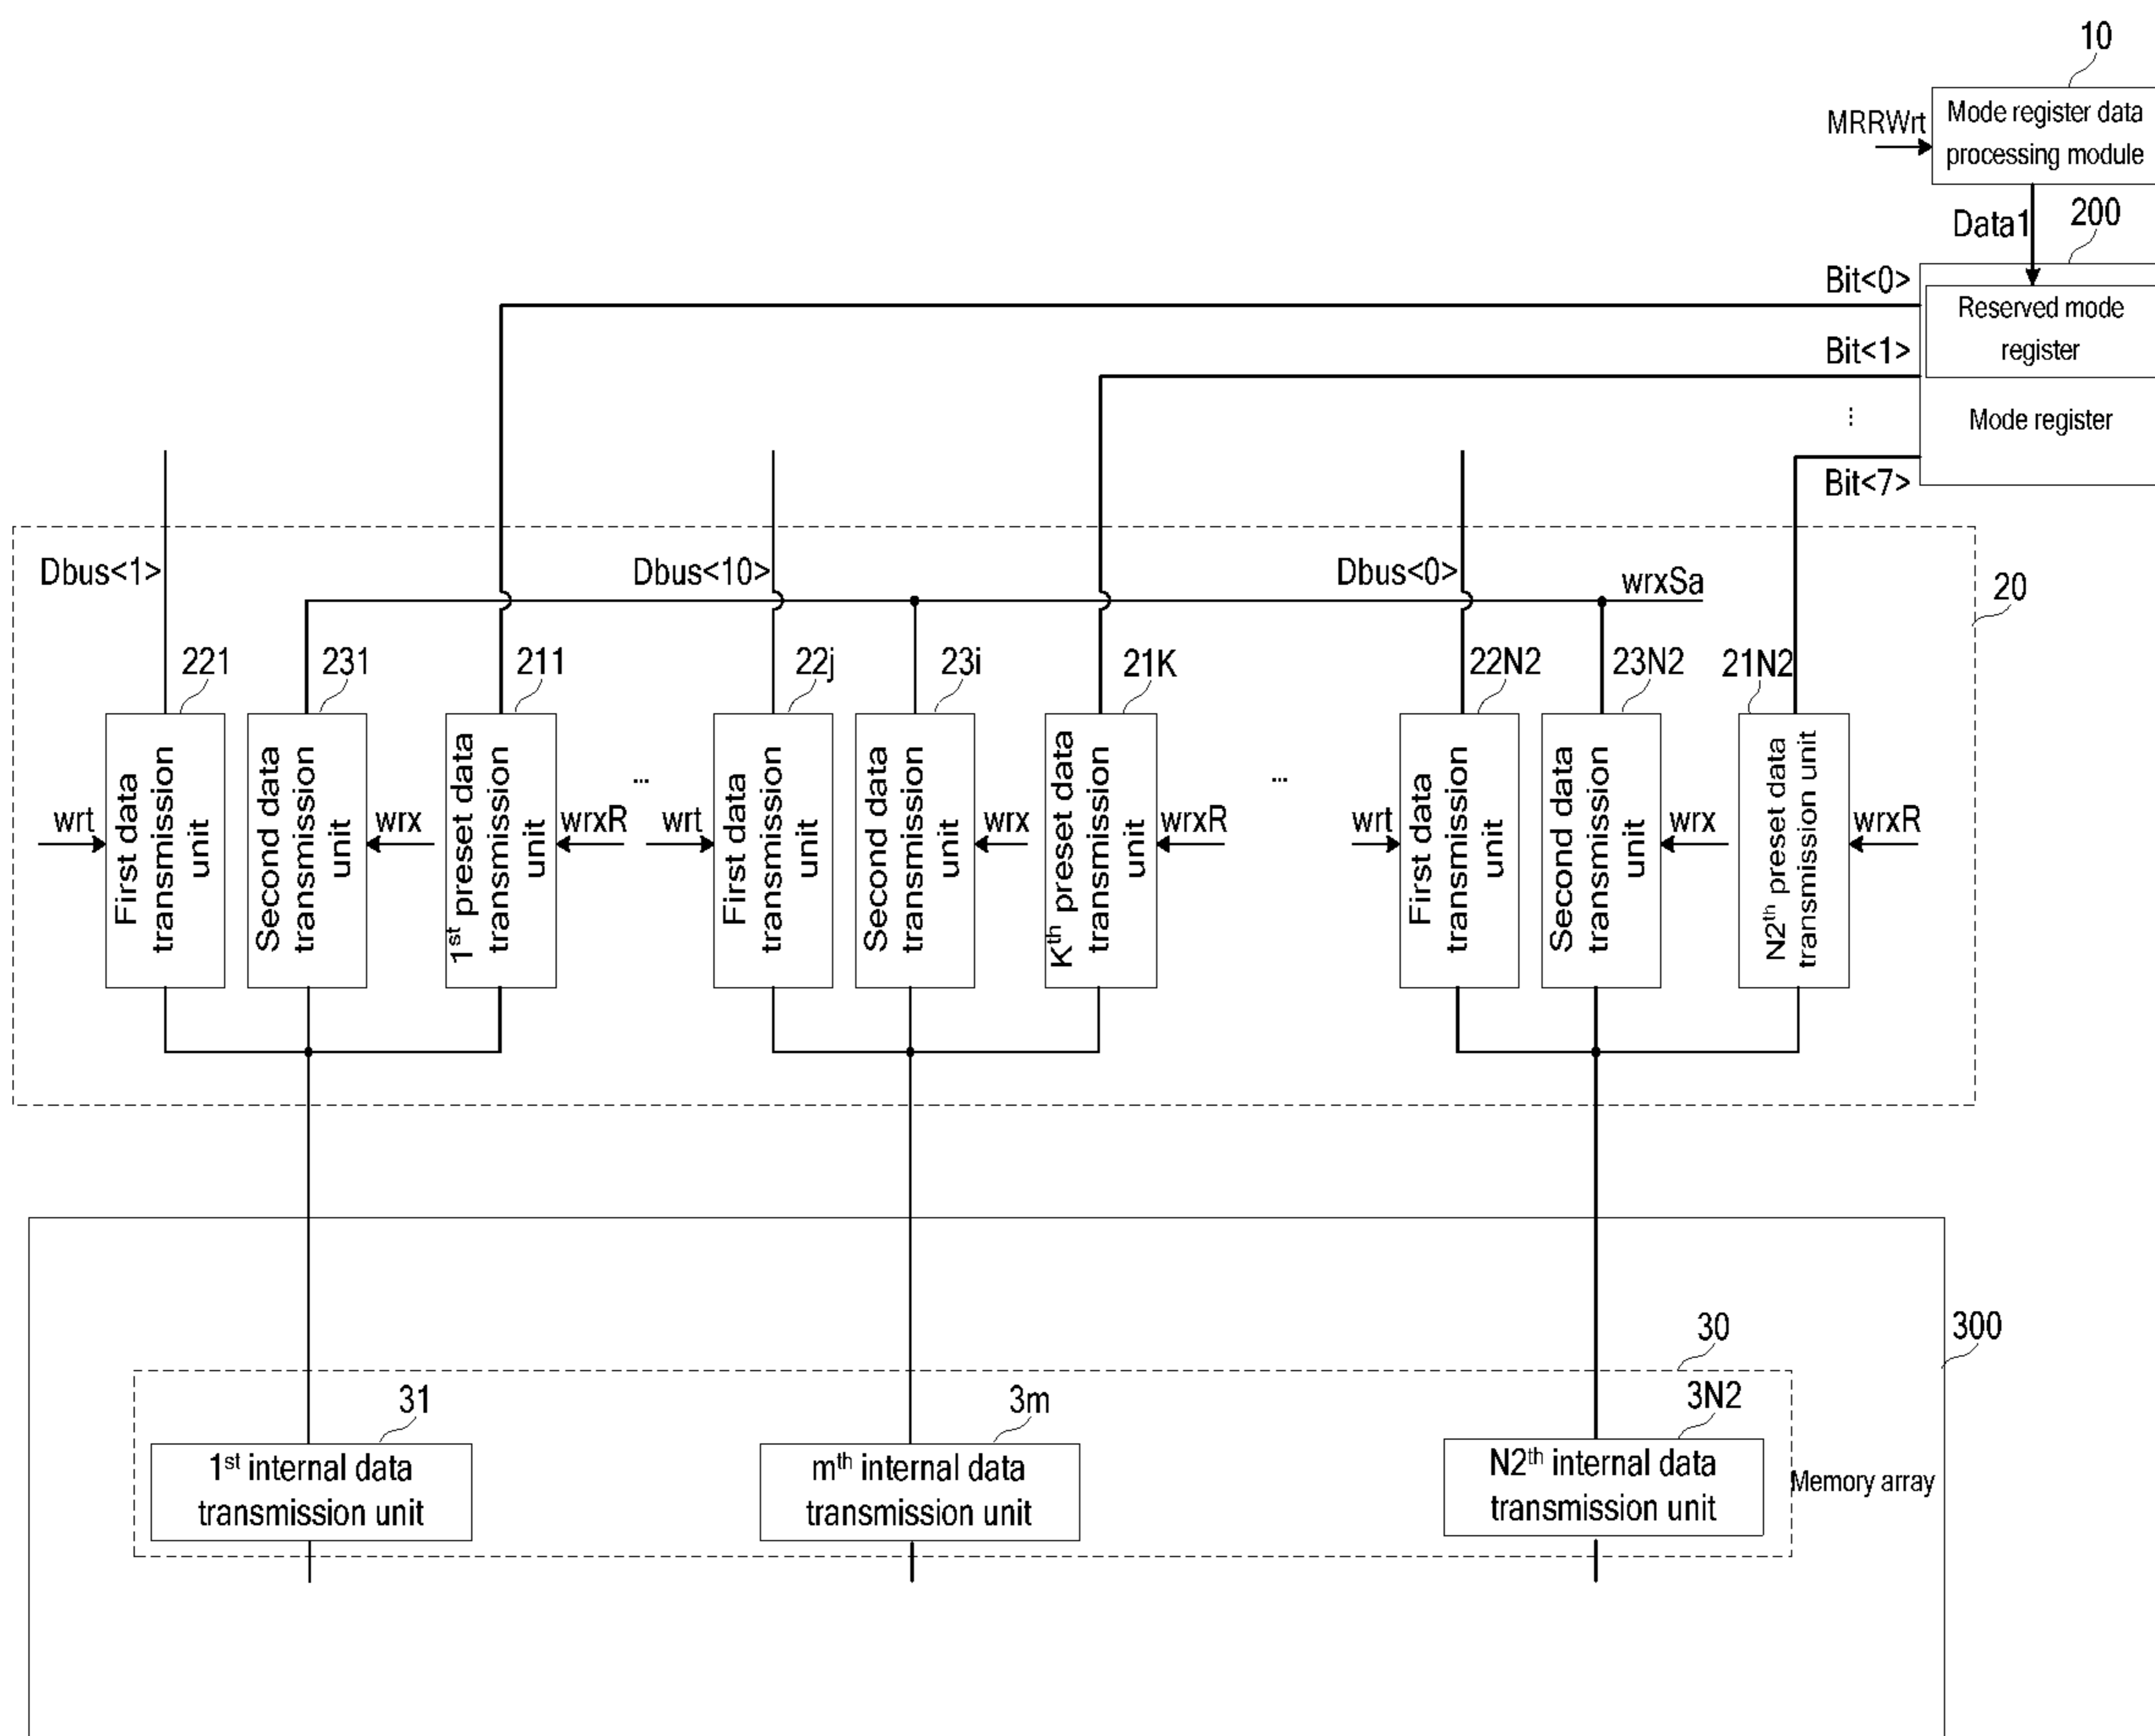 10
MRRWrt
Mode register data
processing module
Data1
200
Bit<0>
Reserved mode
register
Bit<1>
⋮
Mode register
Bit<7>
Dbus<1>
Dbus<10>
Dbus<0>
wrxSa
20
221
231
211
22j
23i
21K
22N2
23N2
21N2
wrt
First data
transmission
unit
Second data
transmission
unit
wrx
1st preset data
transmission
unit
wrxR
...
wrt
First data
transmission
unit
Second data
transmission
unit
wrx
Kth preset data
transmission
unit
wrxR
...
wrt
First data
transmission
unit
Second data
transmission
unit
wrx
N2th preset data
transmission unit
wrxR
300
30
31
3m
3N2
1st internal data
transmission unit
mth internal data
transmission unit
N2th internal data
transmission unit
Memory array